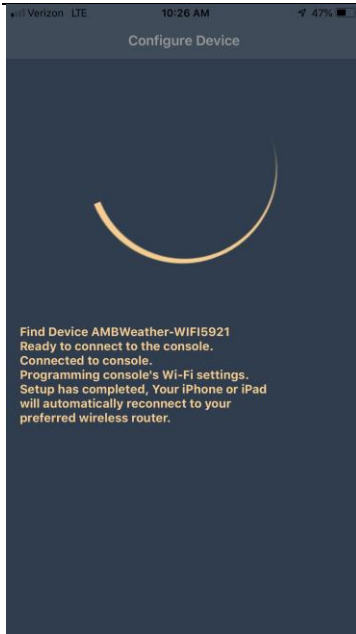 Verizon LTE 10:26 AM 47%
Configure Device
Find Device AMBWeather-WIFI5921
Ready to connect to the console.
Connected to console.
Programming console's Wi-Fi settings.
Setup has completed, Your iPhone or iPad
will automatically reconnect to your
preferred wireless router.